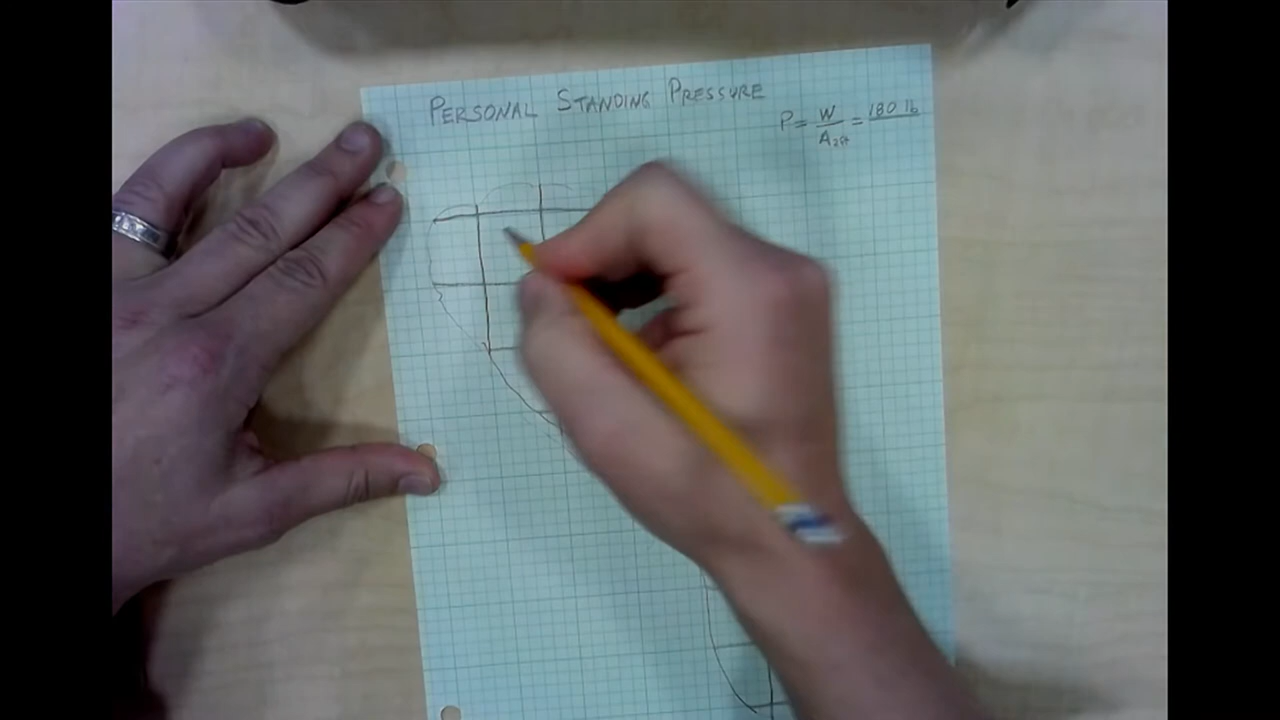 PERSONAL STANDING PRESSURE
P = W / A2ft = 180 lb